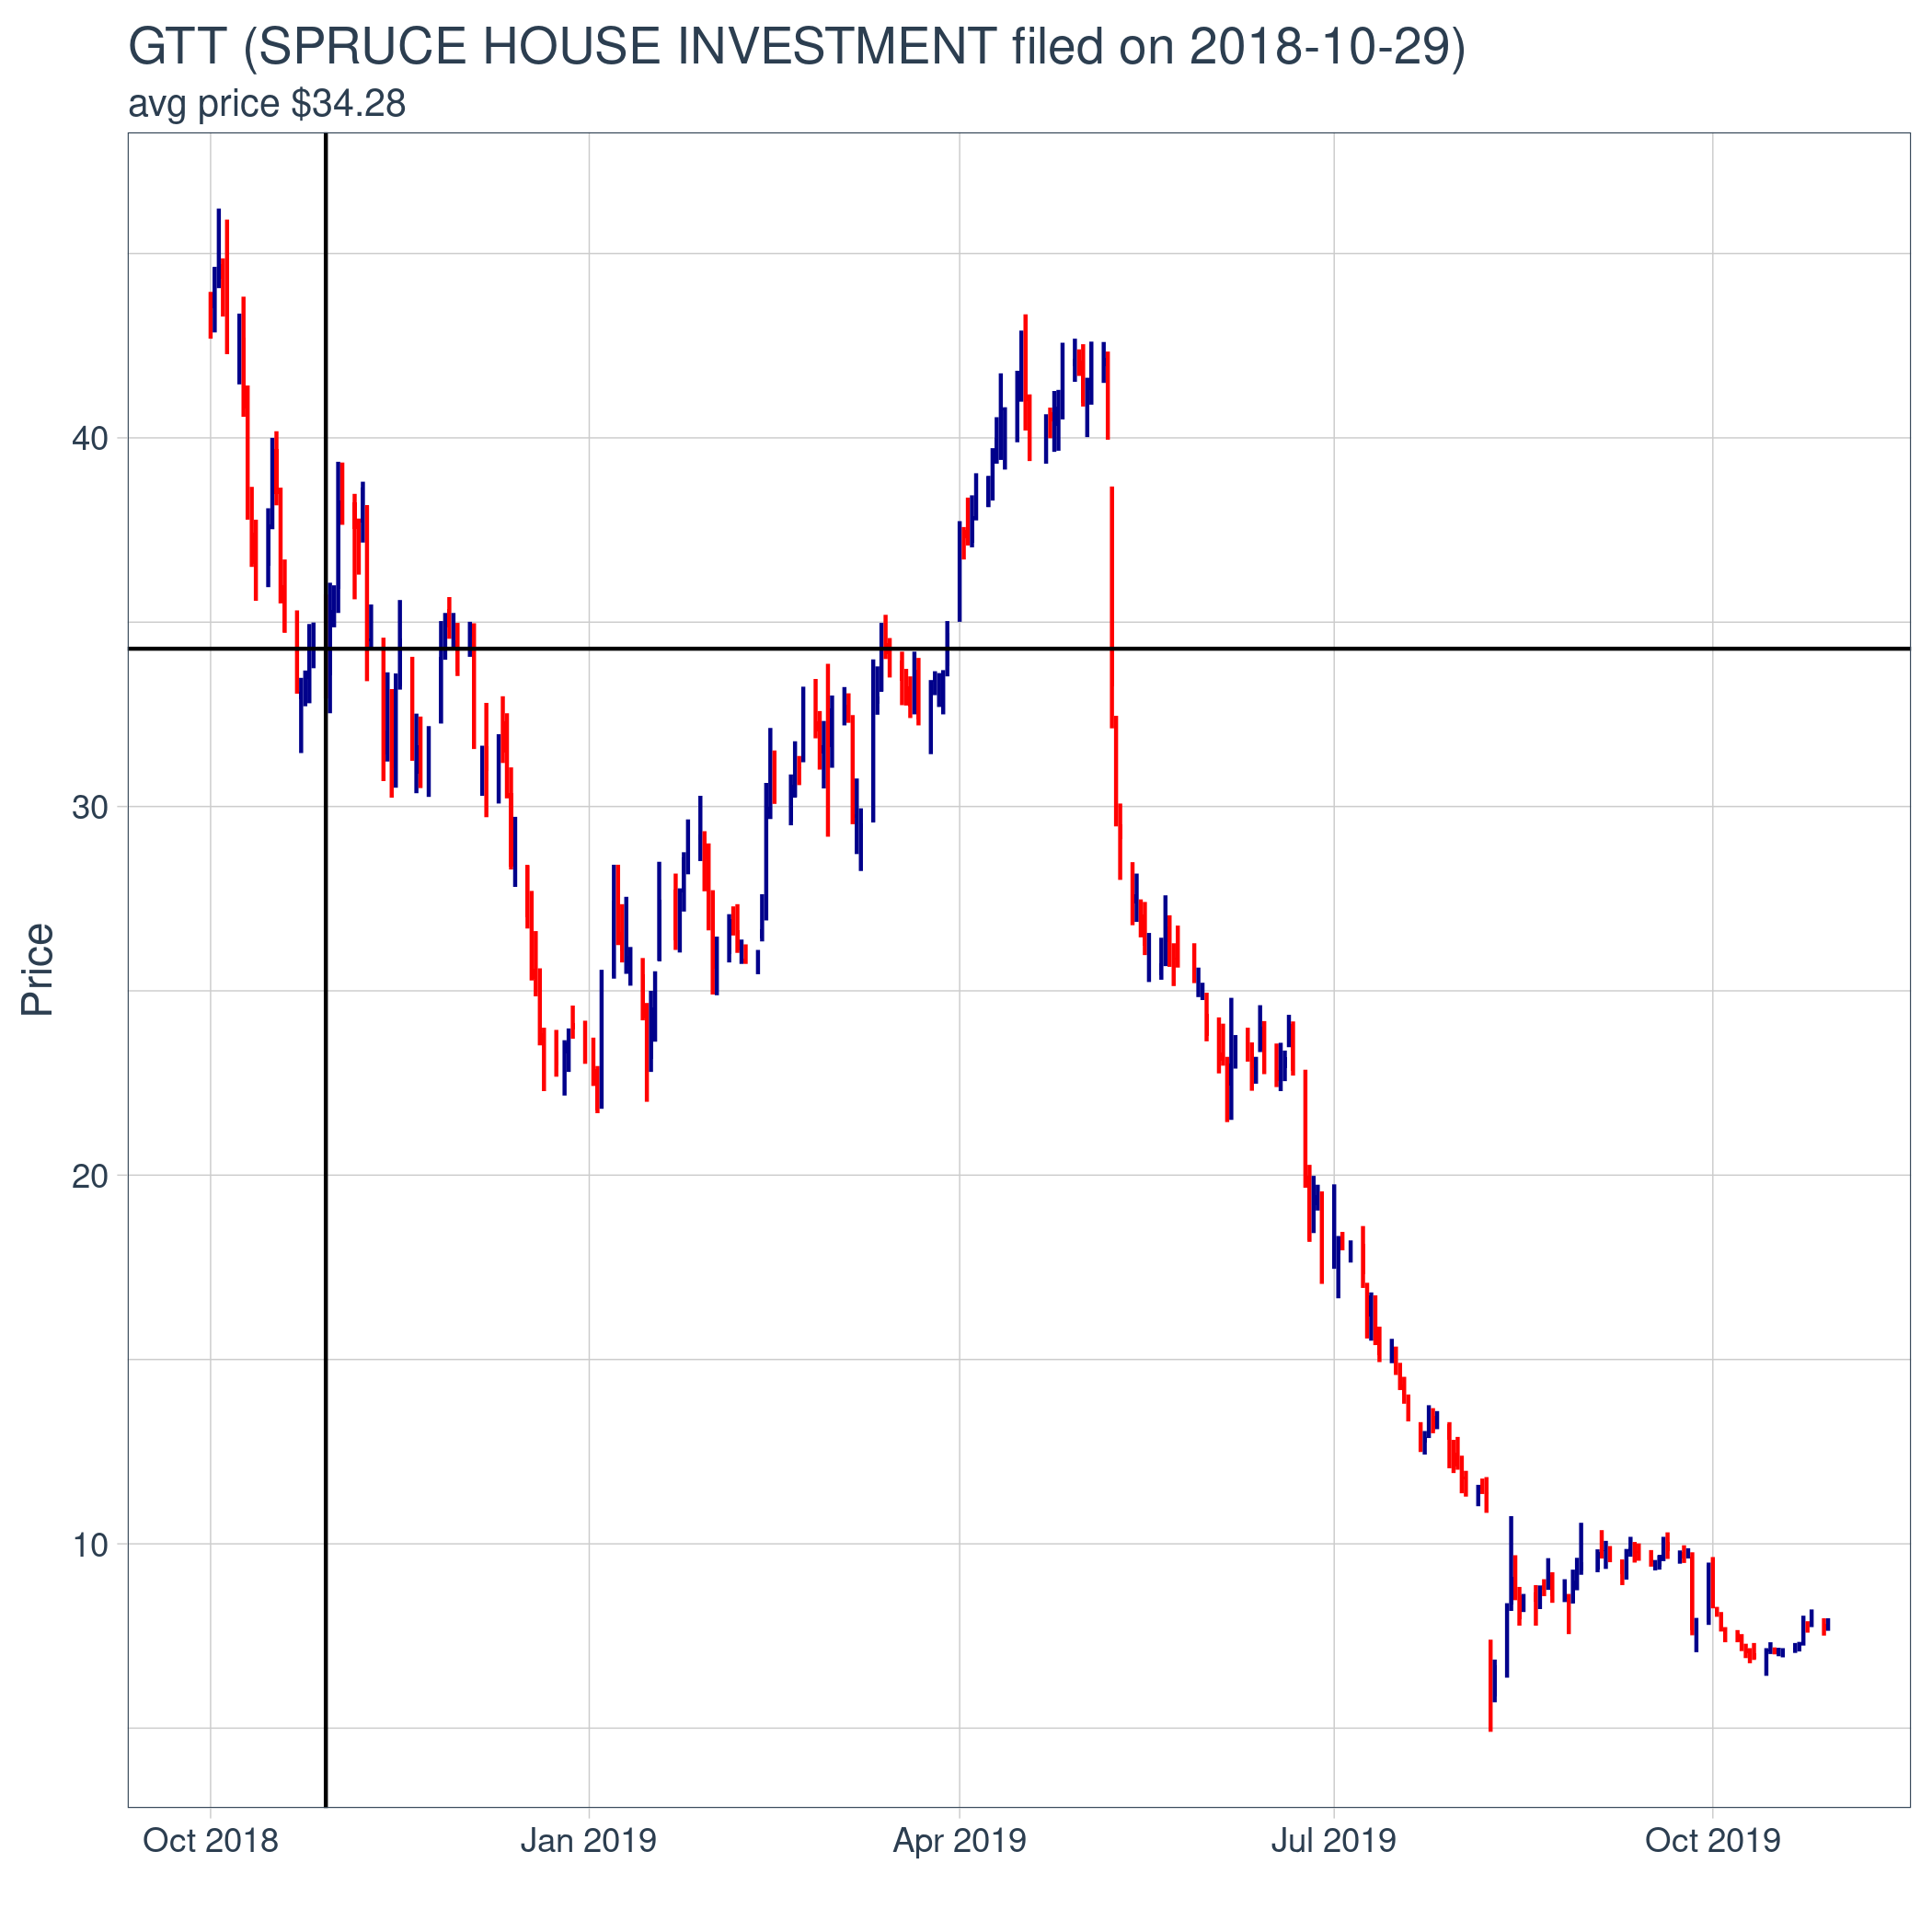 GTT (SPRUCE HOUSE INVESTMENT filed on 2018-10-29)
avg price $34.28
Price
40
30
20
10
Oct 2018
Jan 2019
Apr 2019
Jul 2019
Oct 2019